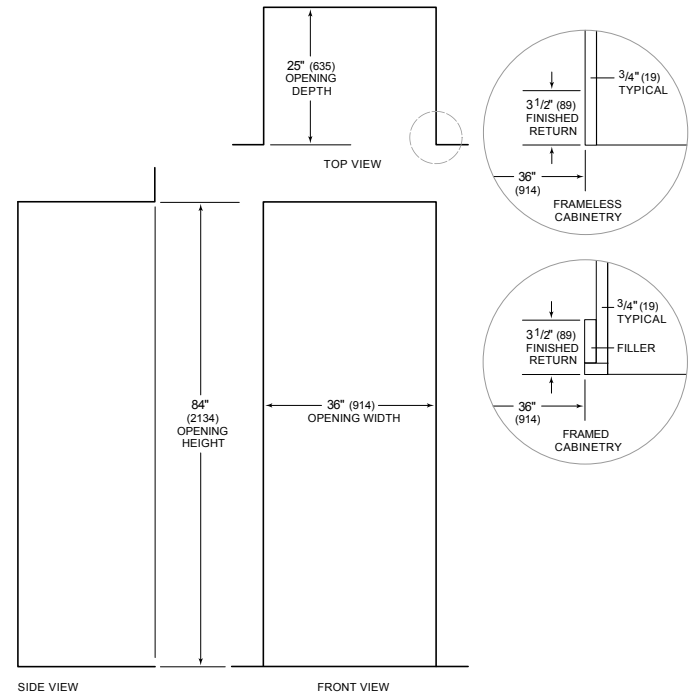 25" (635)
OPENING
DEPTH
TOP VIEW
3/4" (19)
TYPICAL
3 1/2" (89)
FINISHED
RETURN
36"
(914)
FRAMELESS
CABINETRY
3/4" (19)
TYPICAL
3 1/2" (89)
FINISHED
RETURN
FILLER
36"
(914)
FRAMED
CABINETRY
84"
(2134)
OPENING
HEIGHT
36" (914)
OPENING WIDTH
SIDE VIEW
FRONT VIEW